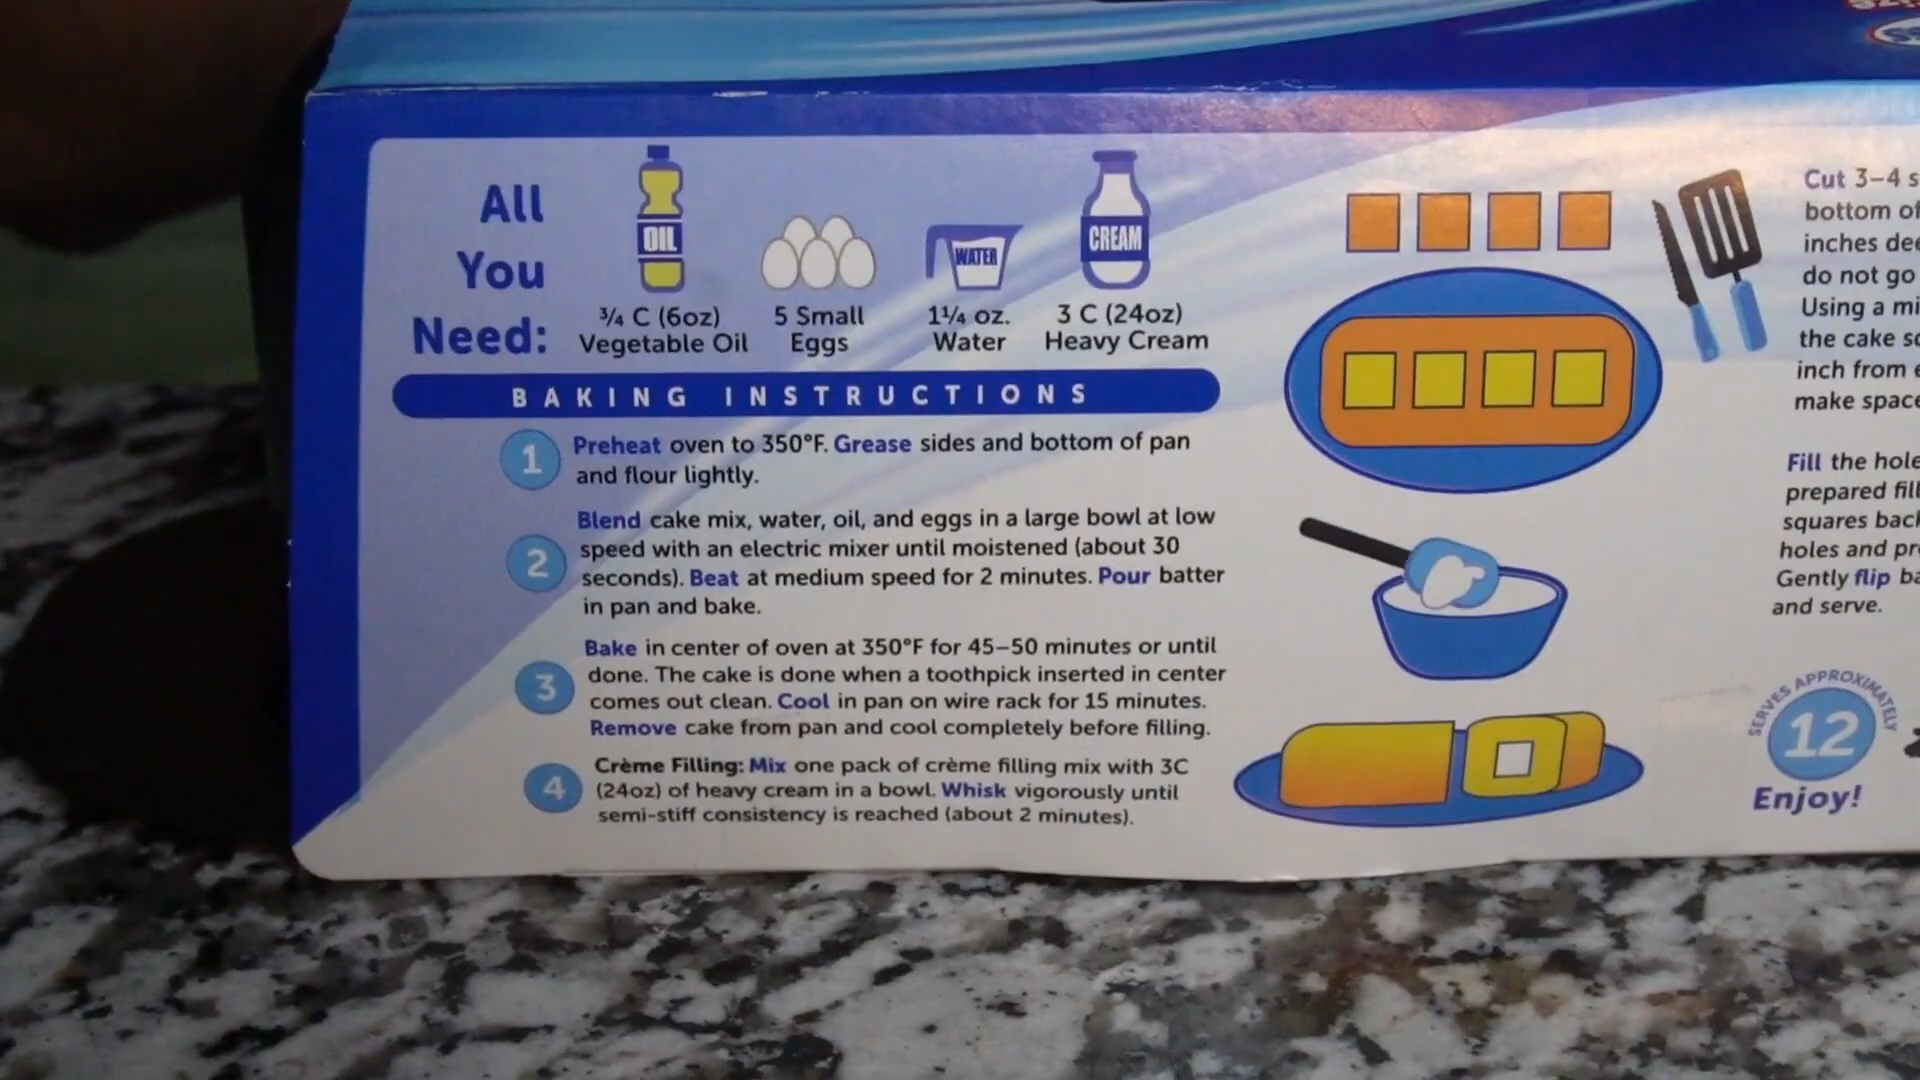 All
You
Need:
OIL
WATER
CREAM
¾ C (6oz)
Vegetable Oil
5 Small
Eggs
1¼ oz.
Water
3 C (24oz)
Heavy Cream
BAKING INSTRUCTIONS
1
Preheat oven to 350°F. Grease sides and bottom of pan
and flour lightly.
2
Blend cake mix, water, oil, and eggs in a large bowl at low
speed with an electric mixer until moistened (about 30
seconds). Beat at medium speed for 2 minutes. Pour batter
in pan and bake.
3
Bake in center of oven at 350°F for 45–50 minutes or until
done. The cake is done when a toothpick inserted in center
comes out clean. Cool in pan on wire rack for 15 minutes.
Remove cake from pan and cool completely before filling.
4
Crème Filling: Mix one pack of crème filling mix with 3C
(24oz) of heavy cream in a bowl. Whisk vigorously until
semi-stiff consistency is reached (about 2 minutes).
Cut 3–4
bottom of
inches
do not go
Using a
the cake
inch from
make space
Fill the
prepared
squares
holes and
Gently flip
and serve.
SERVES APPROXIMATELY
12
Enjoy!